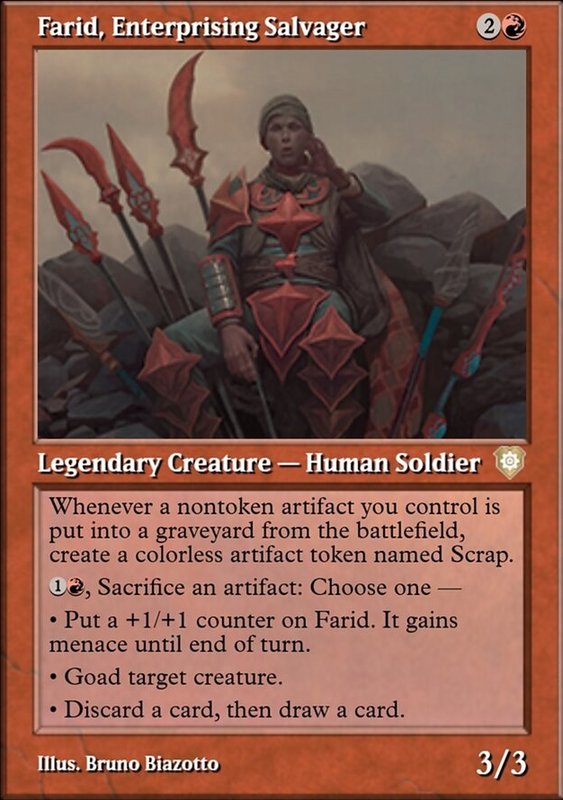 Farid, Enterprising Salvager 2
Legendary Creature — Human Soldier
Whenever a nontoken artifact you control is
put into a graveyard from the battlefield,
create a colorless artifact token named Scrap.
1, Sacrifice an artifact: Choose one —
• Put a +1/+1 counter on Farid. It gains
menace until end of turn.
• Goad target creature.
• Discard a card, then draw a card.
Illus. Bruno Biazotto 3/3